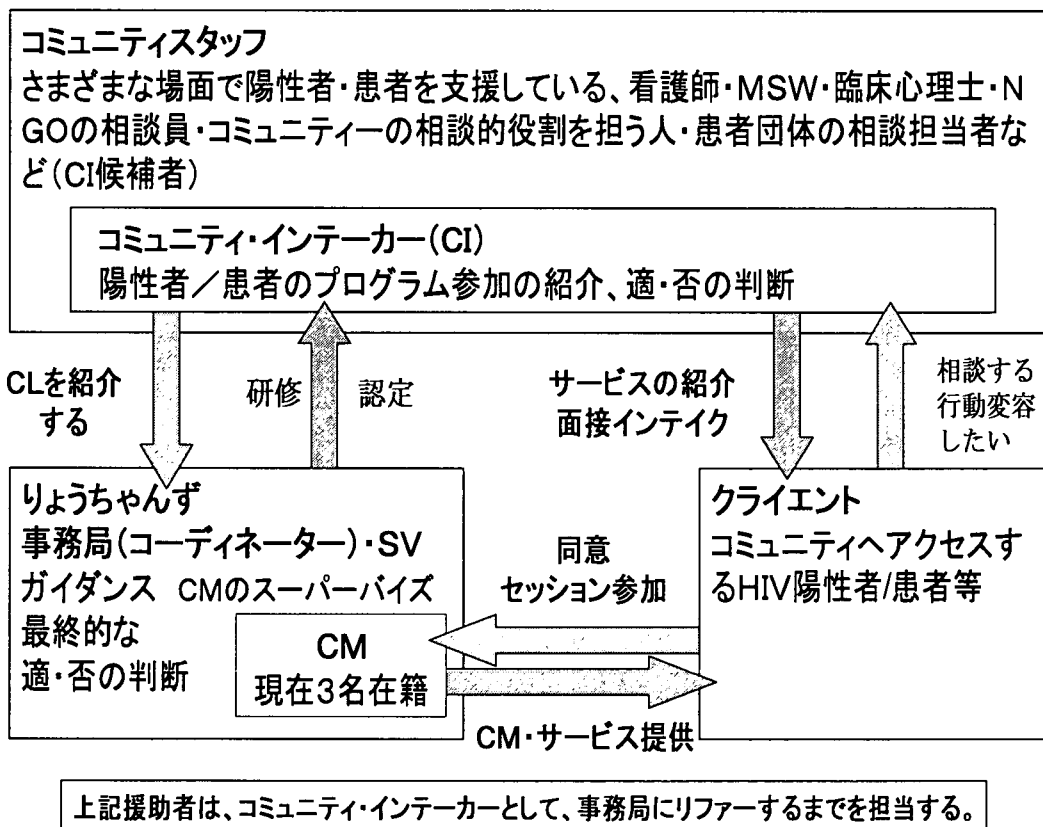 コミュニティスタッフ
さまざまな場面で陽性者・患者を支援している、看護師・MSW・臨床心理士・N
GOの相談員・コミュニティーの相談的役割を担う人・患者団体の相談担当者な
ど(CI候補者)
コミュニティ・インテーカー(CI)
陽性者／患者のプログラム参加の紹介、適・否の判断
CLを紹介
する
研修 認定
サービスの紹介
面接インテイク
相談する
行動変容
したい
りょうちゃんず
事務局(コーディネーター)・SV
ガイダンス CMのスーパーバイズ
最終的な
適・否の判断
CM
現在3名在籍
同意
セッション参加
CM・サービス提供
クライエント
コミュニティへアクセスす
るHIV陽性者/患者等
上記援助者は、コミュニティ・インテーカーとして、事務局にリファーするまでを担当する。